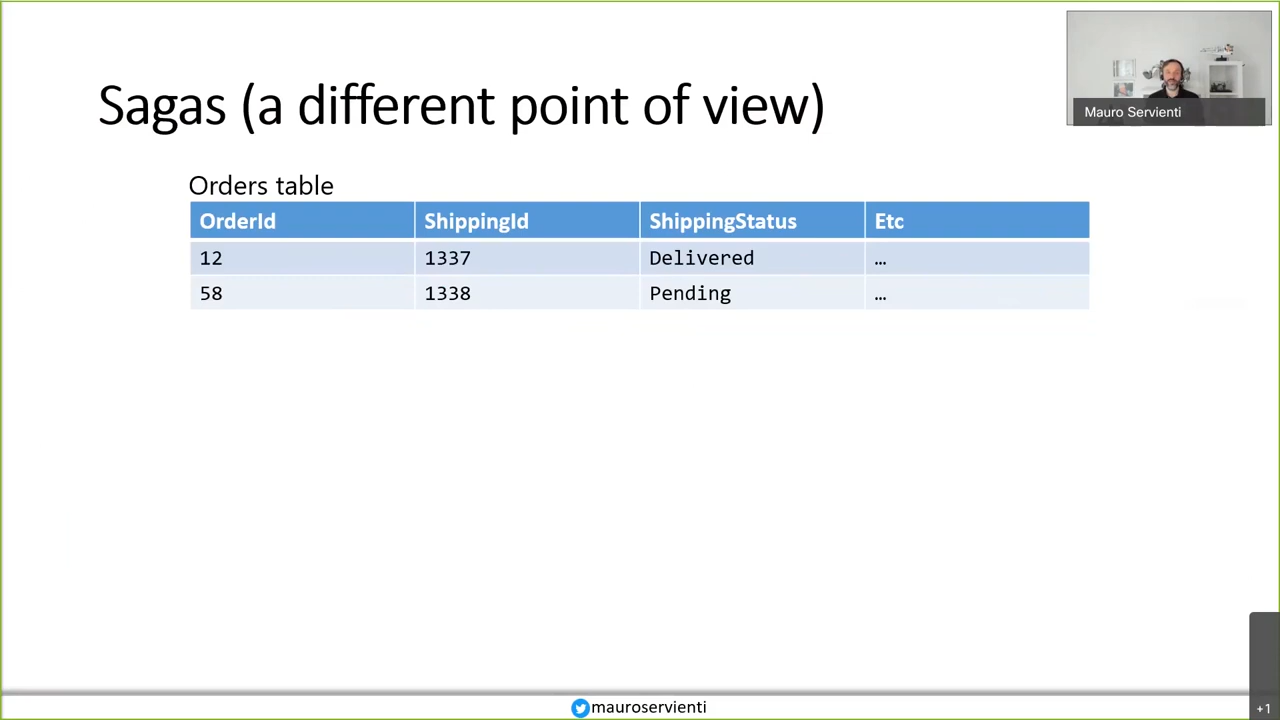 Sagas (a different point of view)
Mauro Servienti
Orders table
OrderId ShippingId ShippingStatus Etc
12 1337 Delivered …
58 1338 Pending …
mauroservienti
+1